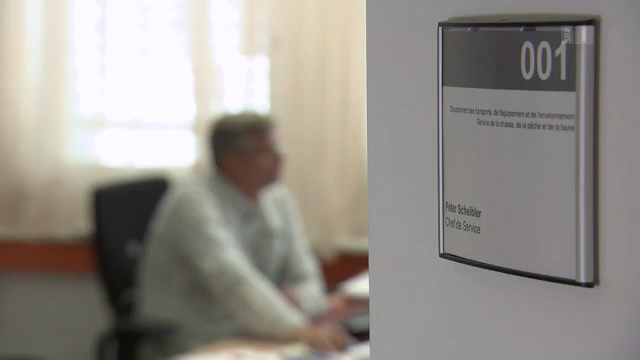 001
Département des transports, de l'équipement et de l'environnement
Service de la chasse, de la pêche et de la faune
Peter Scheibler
Chef de Service